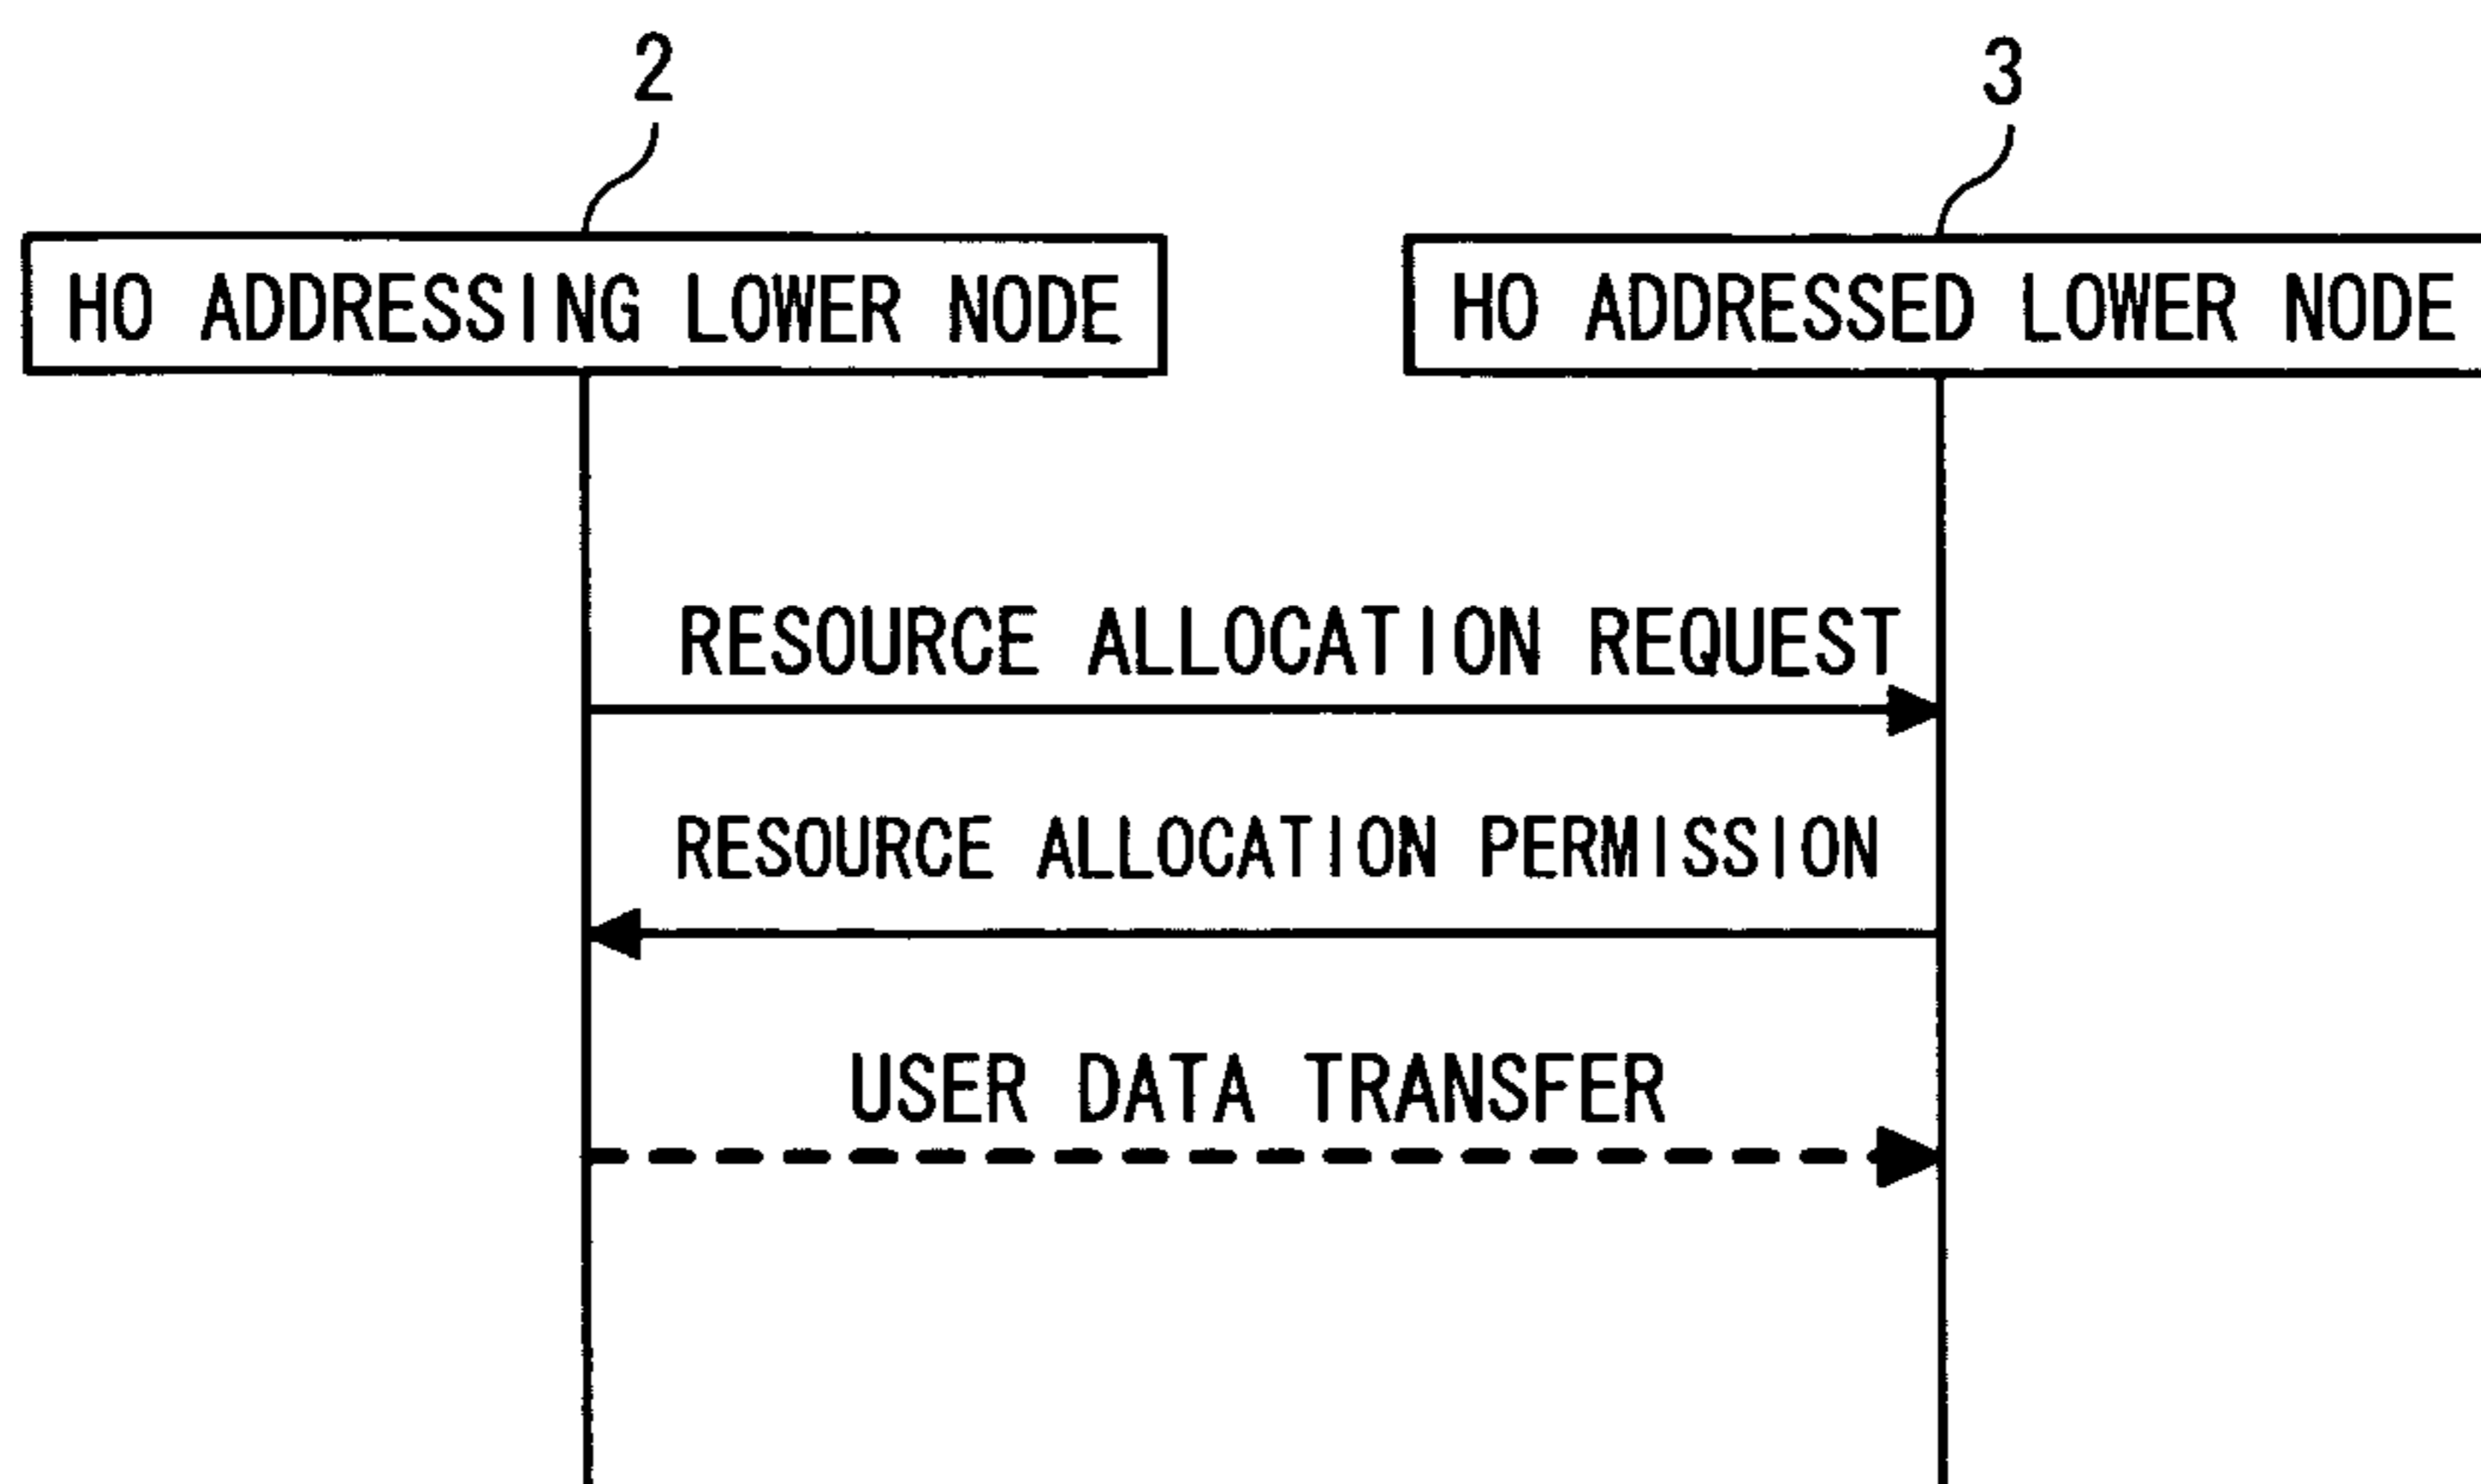 2
3
HO ADDRESSING LOWER NODE
HO ADDRESSED LOWER NODE
RESOURCE ALLOCATION REQUEST
RESOURCE ALLOCATION PERMISSION
USER DATA TRANSFER